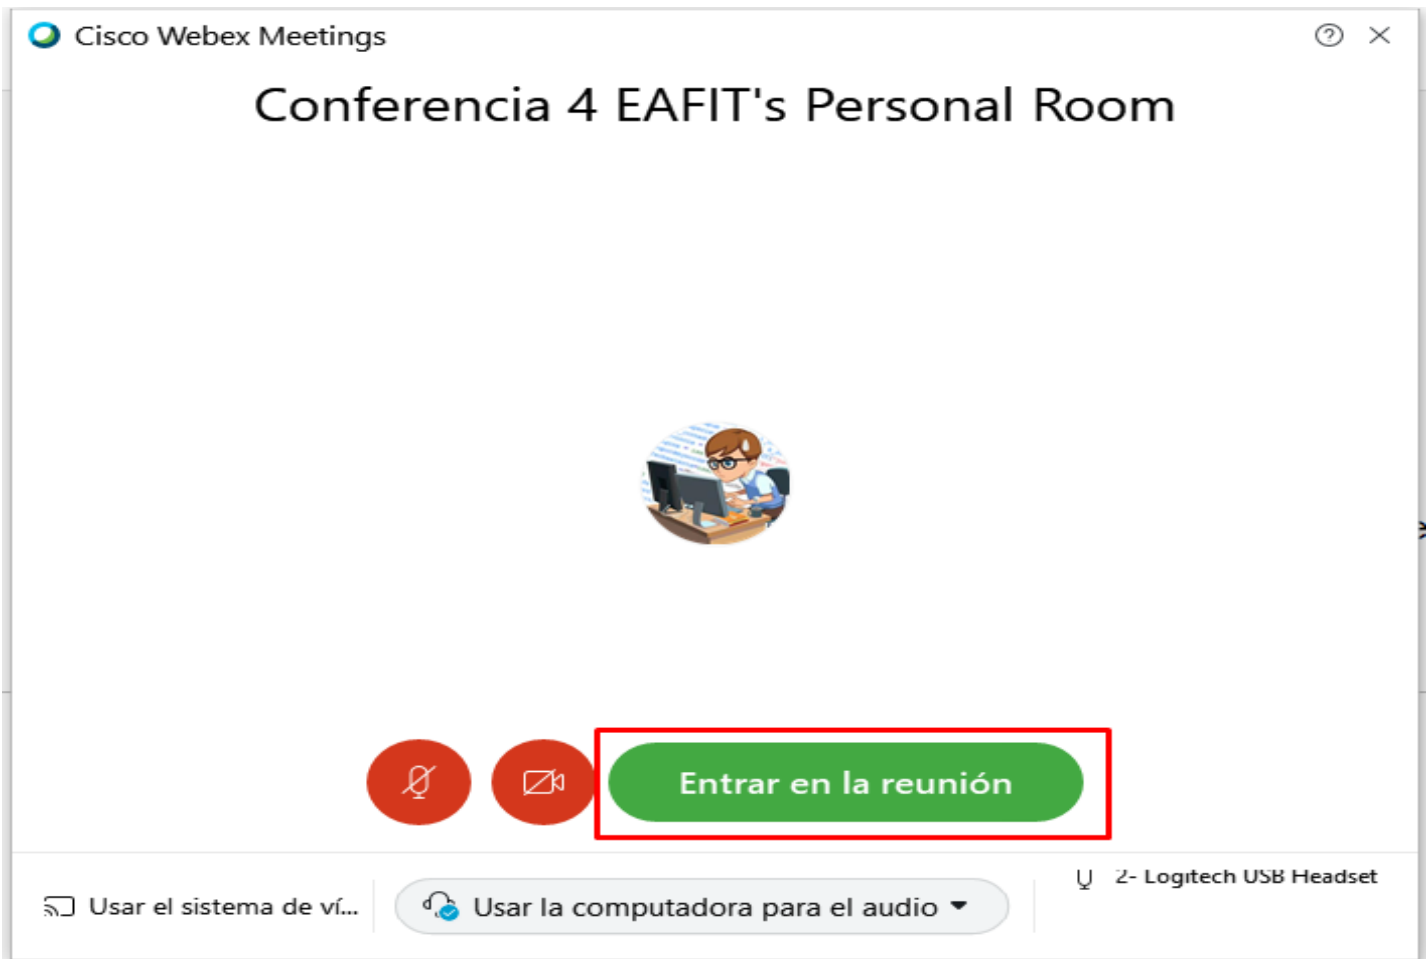 Cisco Webex Meetings
Conferencia 4 EAFIT's Personal Room
Entrar en la reunión
Usar el sistema de ví...
Usar la computadora para el audio
2- Logitech USB Headset